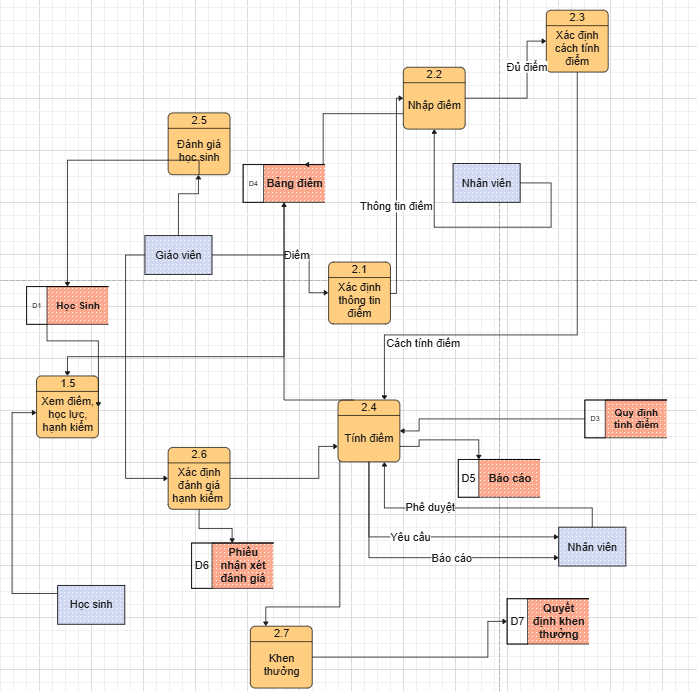 2.3
Xác định
cách tính
điểm
Đủ điểm
2.2
Nhập điểm
2.5
Đánh giá
học sinh
D4
Bảng điểm
Nhân viên
Thông tin điểm
Giáo viên
Điểm
2.1
Xác định
thông tin
điểm
D1
Học Sinh
Cách tính điểm
1.5
Xem điểm,
học lực,
hạnh kiểm
2.4
Tính điểm
D3
Quy định
tính điểm
2.6
Xác định
đánh giá
hạnh kiểm
D5
Báo cáo
Phê duyệt
Yêu cầu
Báo cáo
Nhân viên
D6
Phiếu
nhận xét
đánh giá
Học sinh
D7
Quyết
định khen
thưởng
2.7
Khen
thưởng